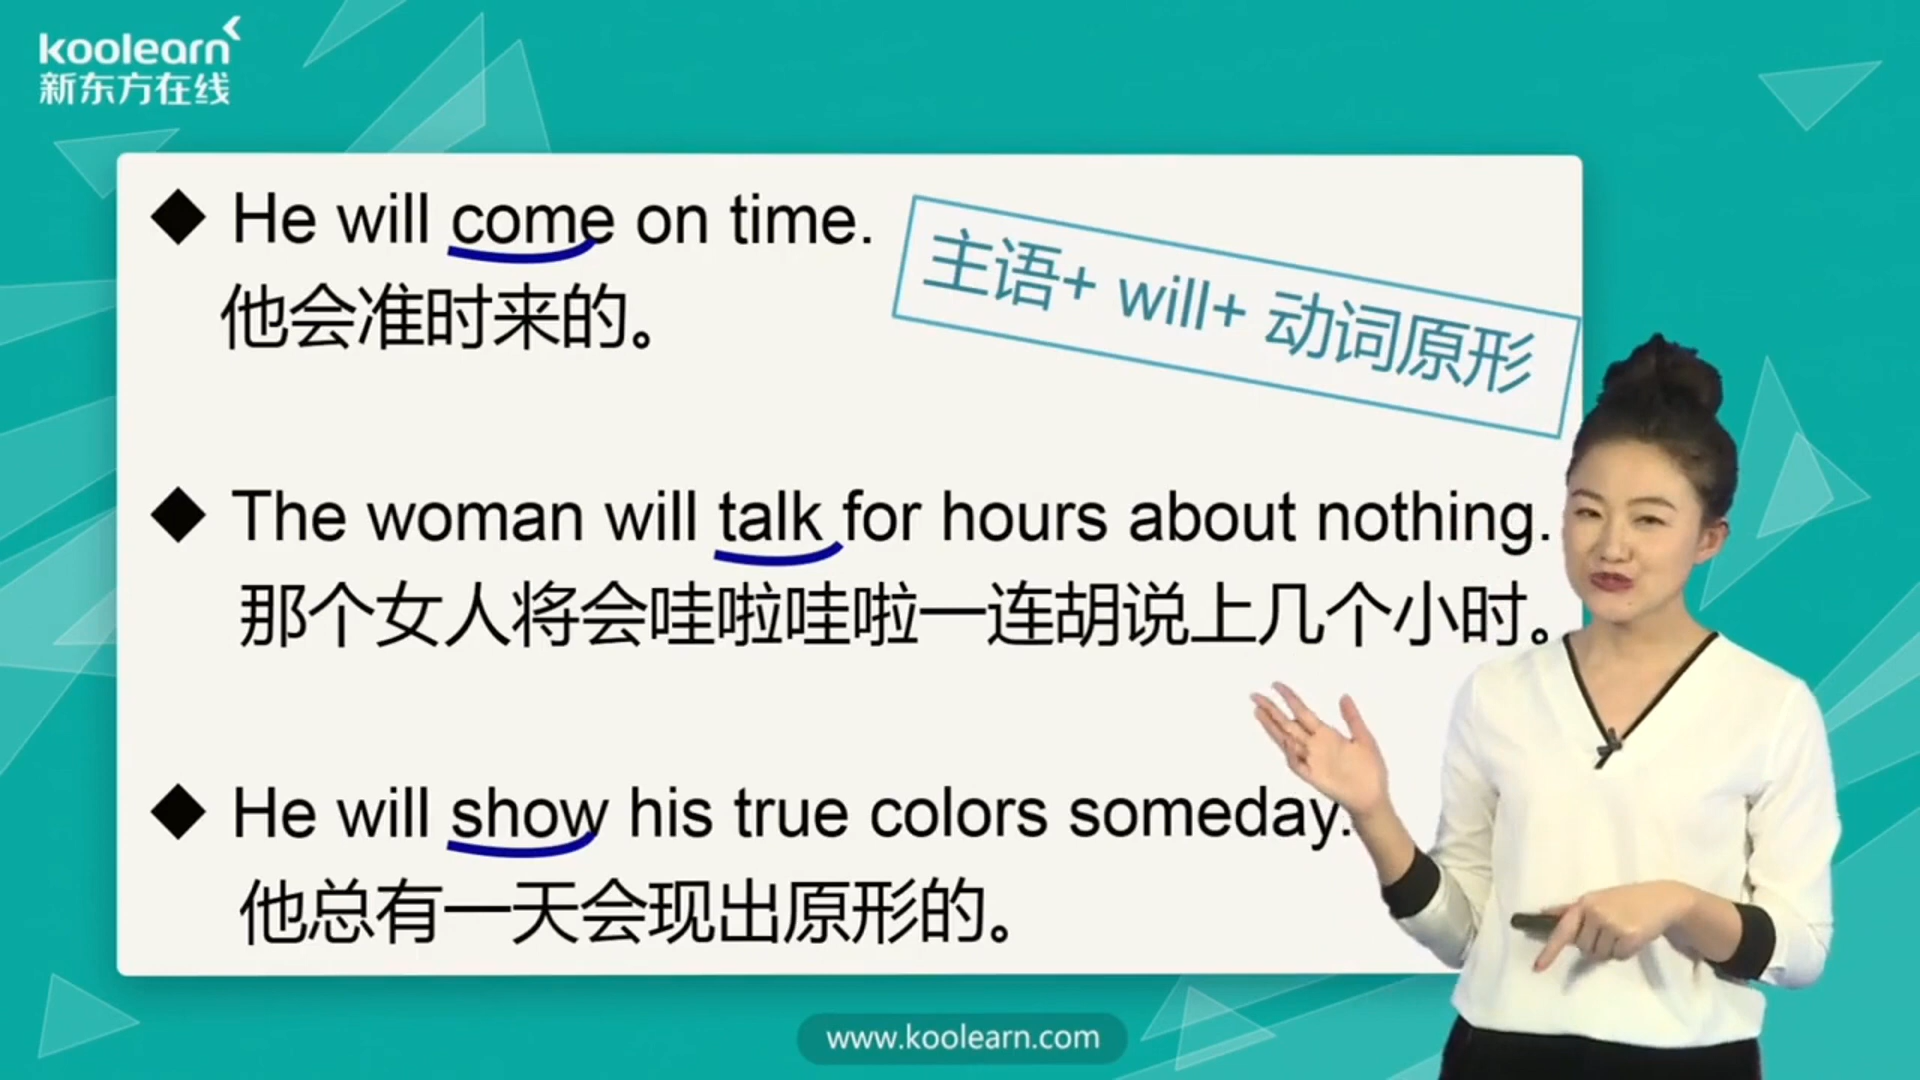 koolearn
新东方在线
He will come on time.
他会准时来的。
主语+ will+ 动词原形
The woman will talk for hours about nothing.
那个女人将会哇啦哇啦一连胡说上几个小时。
He will show his true colors someday.
他总有一天会现出原形的。
www.koolearn.com